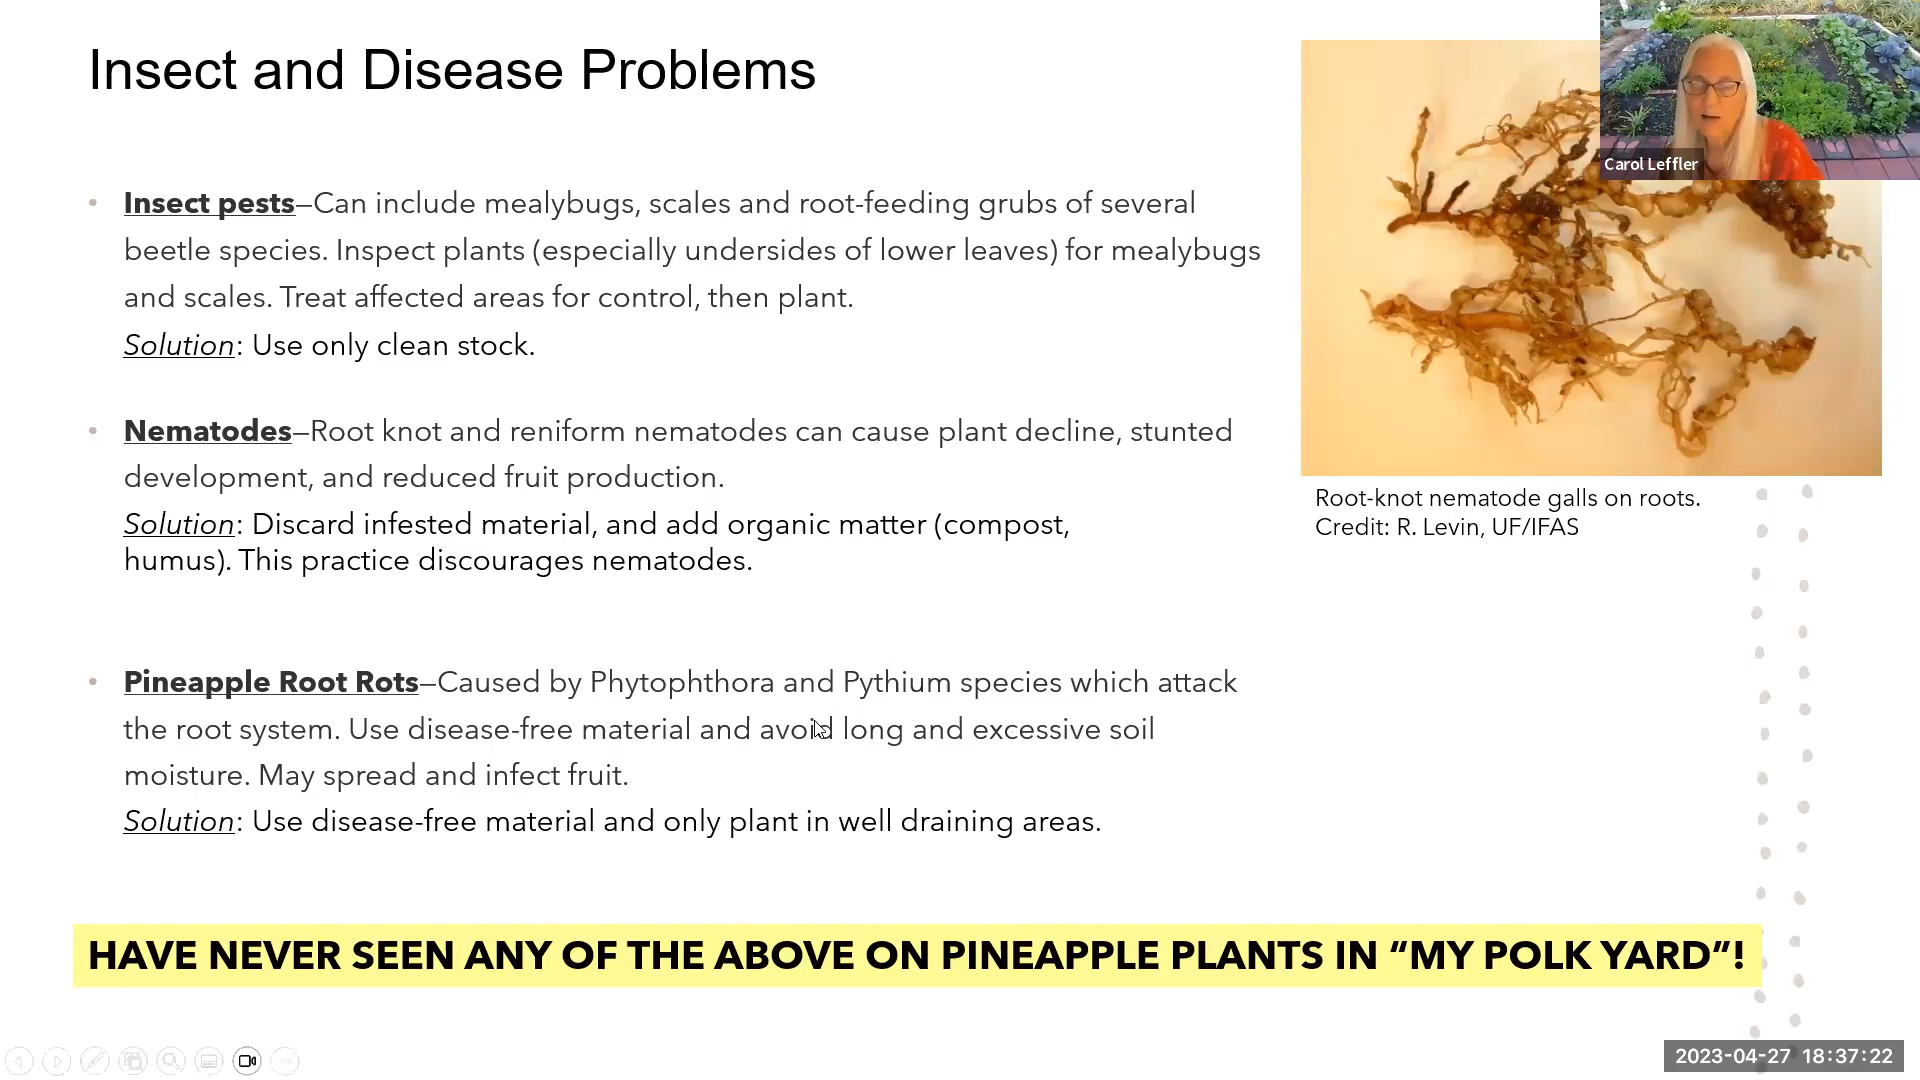 Insect and Disease Problems
Carol Leffler
• Insect pests—Can include mealybugs, scales and root-feeding grubs of several
beetle species. Inspect plants (especially undersides of lower leaves) for mealybugs
and scales. Treat affected areas for control, then plant.
Solution: Use only clean stock.
• Nematodes—Root knot and reniform nematodes can cause plant decline, stunted
development, and reduced fruit production.
Solution: Discard infested material, and add organic matter (compost,
humus). This practice discourages nematodes.
Root-knot nematode galls on roots.
Credit: R. Levin, UF/IFAS
• Pineapple Root Rots—Caused by Phytophthora and Pythium species which attack
the root system. Use disease-free material and avoid long and excessive soil
moisture. May spread and infect fruit.
Solution: Use disease-free material and only plant in well draining areas.
HAVE NEVER SEEN ANY OF THE ABOVE ON PINEAPPLE PLANTS IN “MY POLK YARD”!
2023-04-27 18:37:22